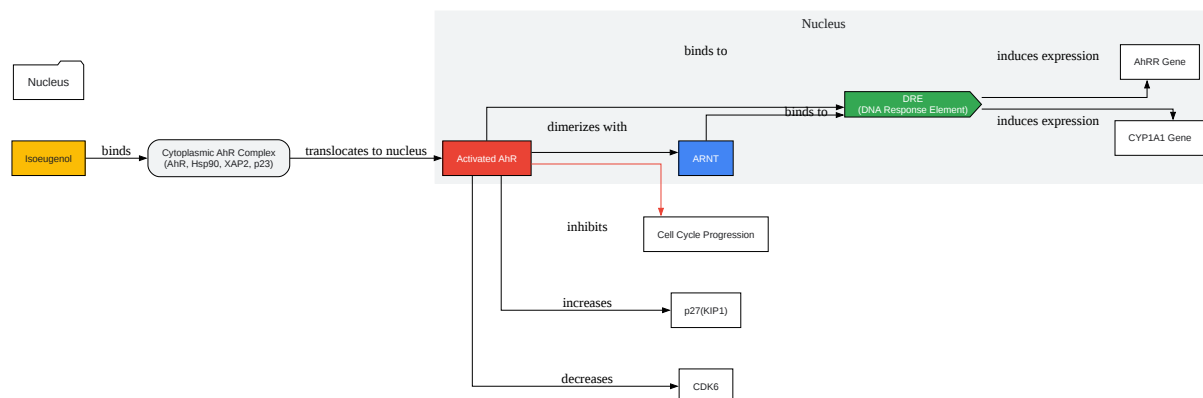 Nucleus
binds to
induces expression
AhRR Gene
Nucleus
DRE
(DNA Response Element)
binds to
induces expression
dimerizes with
CYP1A1 Gene
Isoeugenol
binds
Cytoplasmic AhR Complex
(AhR, Hsp90, XAP2, p23)
translocates to nucleus
Activated AhR
ARNT
inhibits
Cell Cycle Progression
increases
p27(KIP1)
decreases
CDK6